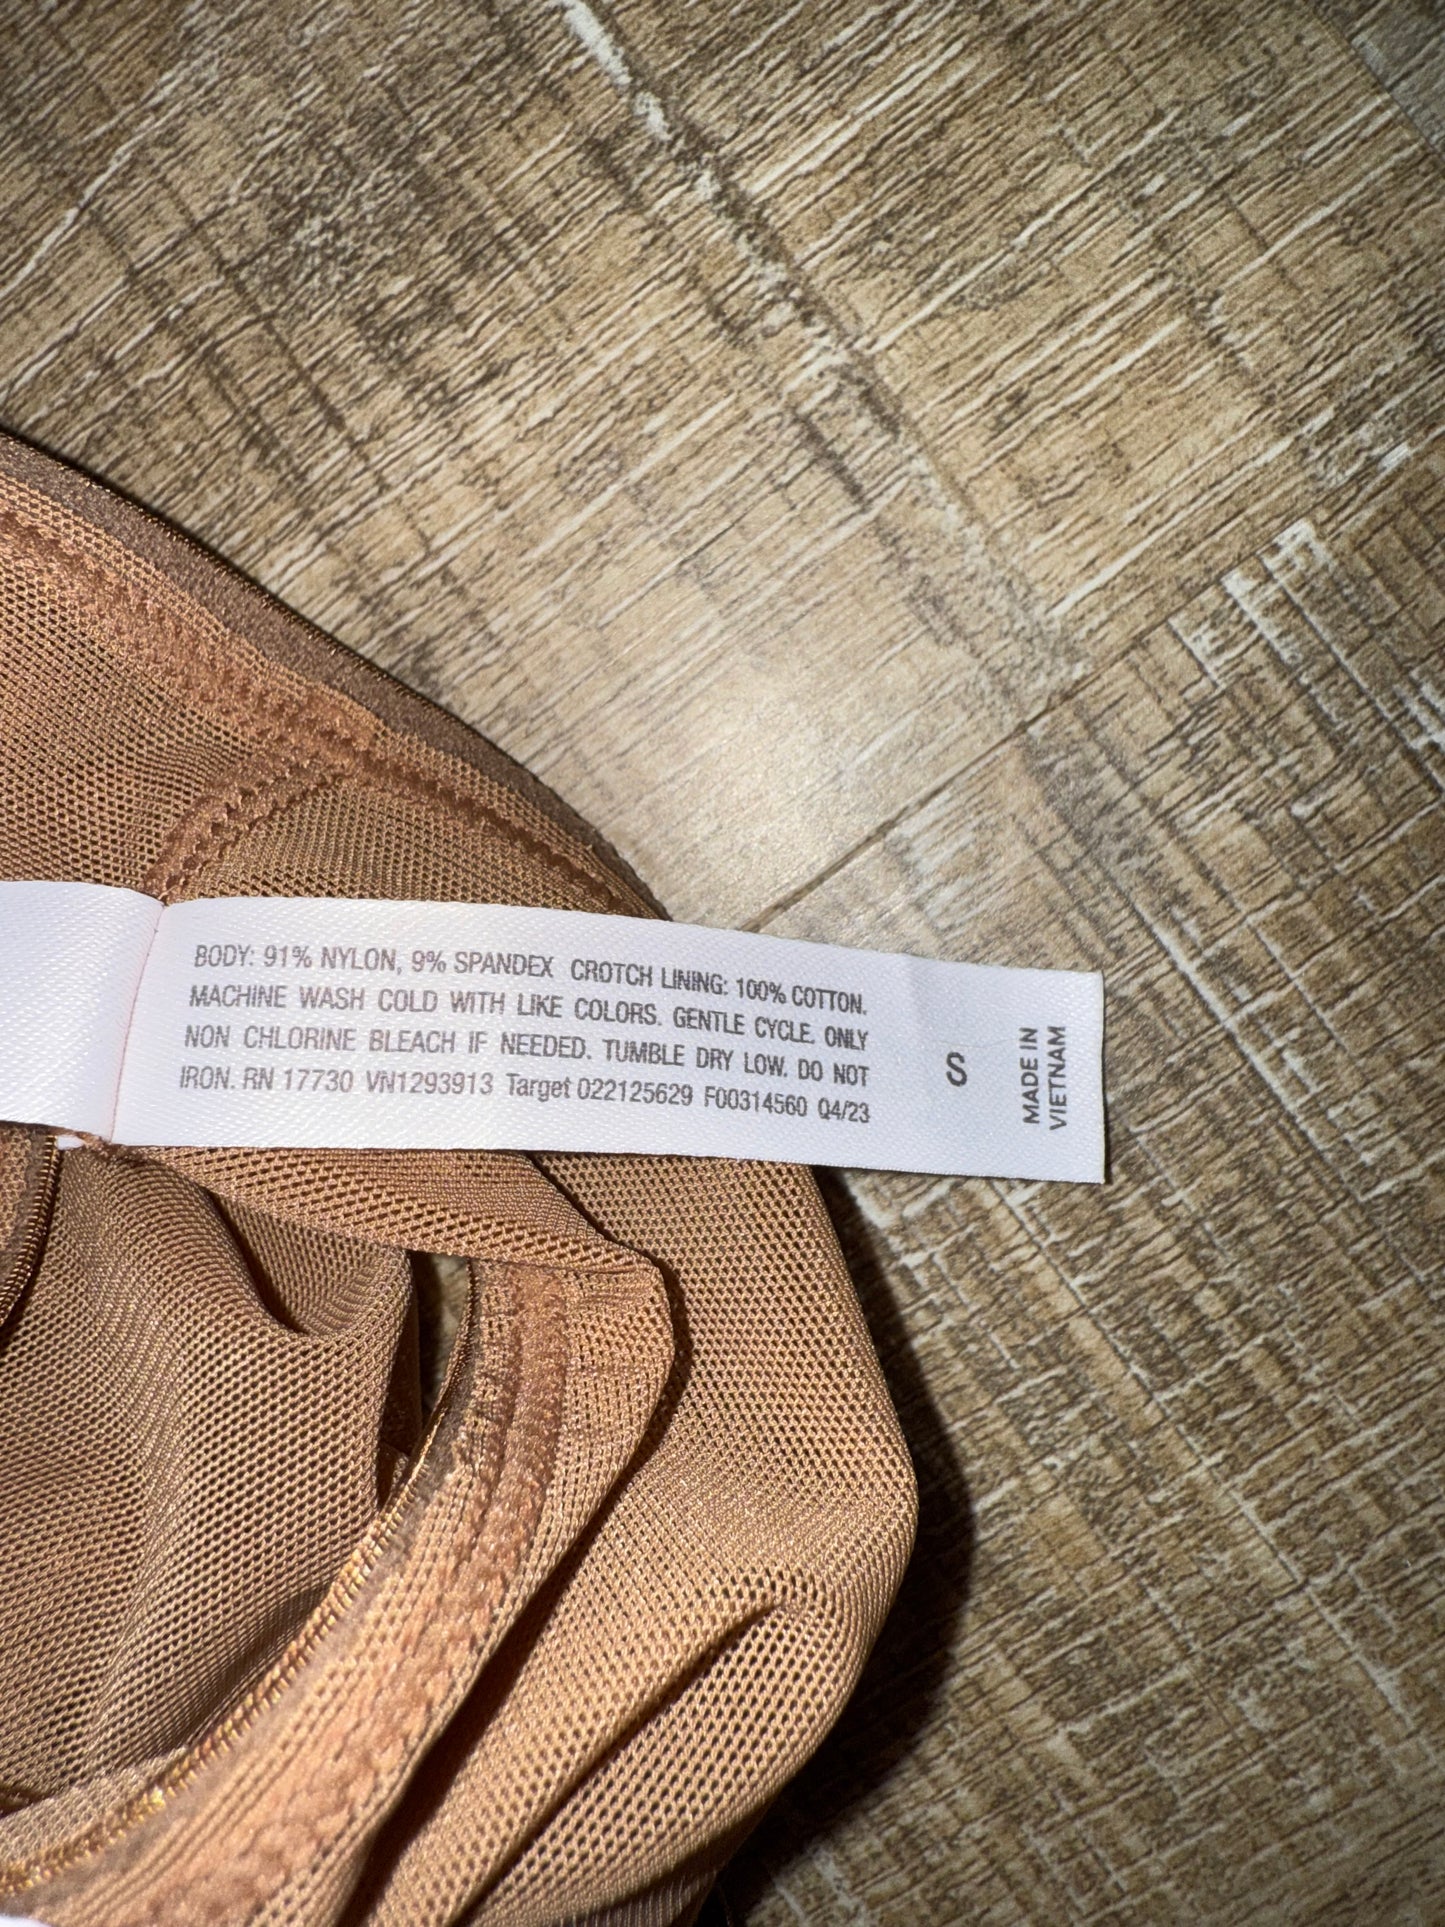 BODY: 91% NYLON, 9% SPANDEX CROTCH LINING: 100% COTTON.
MACHINE WASH COLD WITH LIKE COLORS. GENTLE CYCLE. ONLY
NON CHLORINE BLEACH IF NEEDED. TUMBLE DRY LOW. DO NOT
IRON. RN 17730 VN1293913 Target 022125629 F00314560 Q4/23
S
MADE IN
VIETNAM